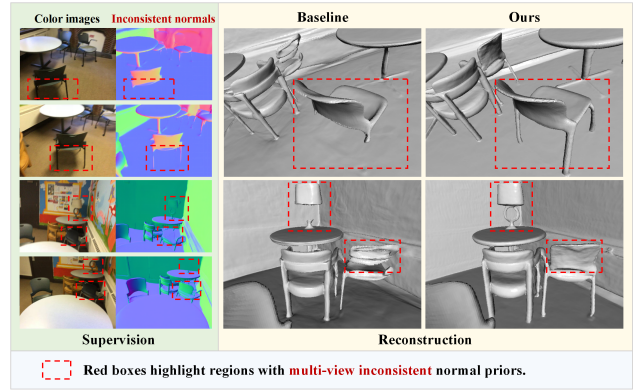 Color images
Inconsistent normals
Baseline
Ours
Supervision
Reconstruction
Red boxes highlight regions with multi-view inconsistent normal priors.